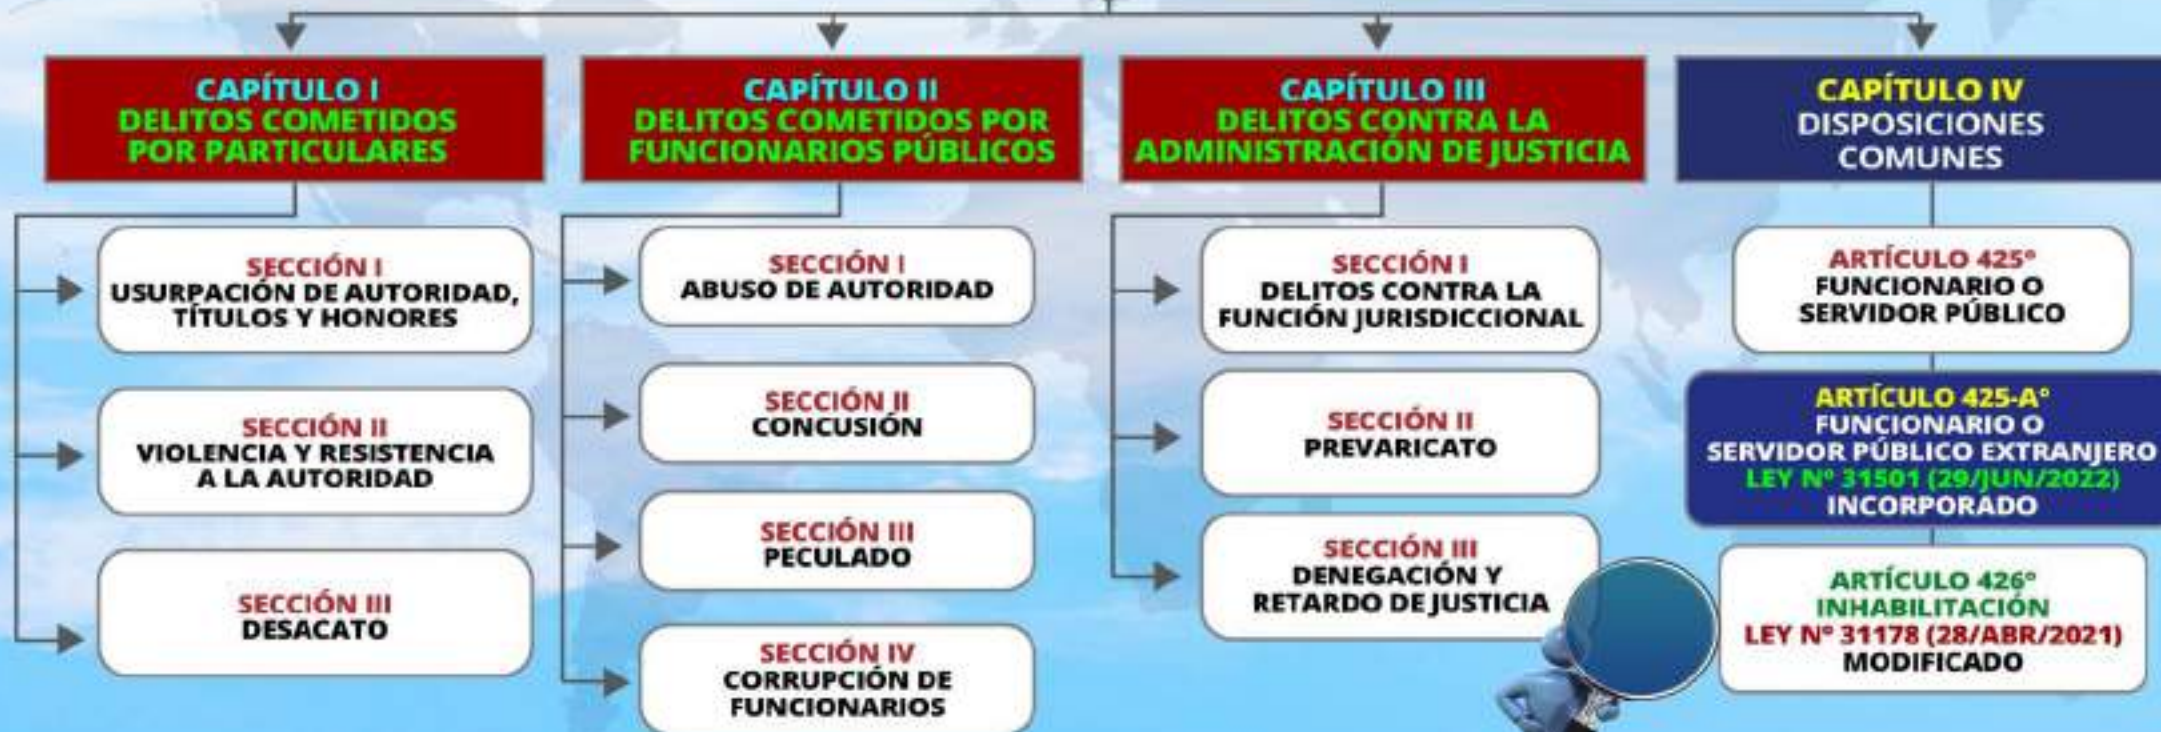 CAPÍTULO I
DELITOS COMETIDOS
POR PARTICULARES
SECCIÓN I
USURPACIÓN DE AUTORIDAD,
TÍTULOS Y HONORES
SECCIÓN II
VIOLENCIA Y RESISTENCIA
A LA AUTORIDAD
SECCIÓN III
DESACATO
CAPÍTULO II
DELITOS COMETIDOS POR
FUNCIONARIOS PÚBLICOS
SECCIÓN I
ABUSO DE AUTORIDAD
SECCIÓN II
CONCUSIÓN
SECCIÓN III
PECULADO
SECCIÓN IV
CORRUPCIÓN DE
FUNCIONARIOS
CAPÍTULO III
DELITOS CONTRA LA
ADMINISTRACIÓN DE JUSTICIA
SECCIÓN I
DELITOS CONTRA LA
FUNCIÓN JURISDICCIONAL
SECCIÓN II
PREVARICATO
SECCIÓN III
DENEGACIÓN Y
RETARDO DE JUSTICIA
CAPÍTULO IV
DISPOSICIONES
COMUNES
ARTÍCULO 425°
FUNCIONARIO O
SERVIDOR PÚBLICO
ARTÍCULO 425-A°
FUNCIONARIO O
SERVIDOR PÚBLICO EXTRANJERO
LEY N° 31501 (29/JUN/2022)
INCORPORADO
ARTÍCULO 426°
INHABILITACIÓN
LEY N° 31178 (28/ABR/2021)
MODIFICADO